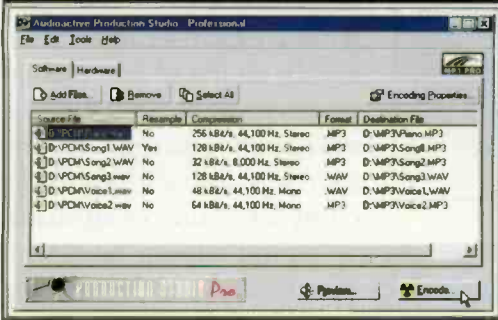 Audioactive Production Studio Professional
File Edit Tools Help
Software Hardware
MP1 PRO
Add Files... Remove Select All Encoding Properties
Source File Resample Compression Format Destination File
D:\PCM\ No 256 kBit/s, 44,100 Hz, Stereo .MP3 D:\MP3\Piano.MP3
D:\PCM\Song1.WAV Yes 128 kBit/s, 44,100 Hz, Stereo .MP3 D:\MP3\Song1.MP3
D:\PCM\Song2.WAV No 32 kBit/s, 8,000 Hz, Stereo .MP3 D:\MP3\Song2.MP3
D:\PCM\Song3.wav No 128 kBit/s, 44,100 Hz, Stereo .WAV D:\MP3\Song3.WAV
D:\PCM\Voice1.wav No 48 kBit/s, 44,100 Hz, Mono .WAV D:\MP3\Voice1.WAV
D:\PCM\Voice2.wav No 64 kBit/s, 44,100 Hz, Mono .MP3 D:\MP3\Voice2.MP3
PRODUCTION STUDIO Pro Preview... Encode...